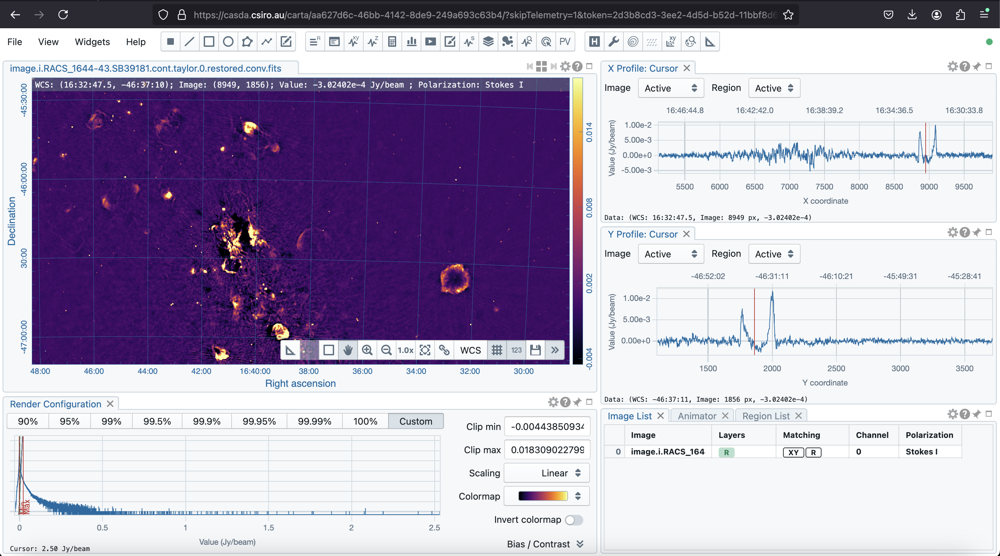 https://casda.csiro.au/carta/aa627d6c-46bb-4142-8de9-249a693c63b4/?skipTelemetry=1&token=2d3b8cd3-3ee2-4d5d-b52d-11bbf8d6
File View Widgets Help
R XY Z S PV H XY
image.i.RACS_1644-43.SB39181.cont.taylor.0.restored.conv.fits
WCS: (16:32:47.5, -46:37:10); Image: (8949, 1856); Value: -3.02402e-4 Jy/beam ; Polarization: Stokes I
-45:30:00
-46:00:00
30:00
-47:00:00
Declination
0.014
0.008
0.002
-0.004
1.0x WCS 123
48:00 46:00 44:00 42:00 16:40:00 38:00 36:00 34:00 32:00 30:00
Right ascension
Render Configuration
90% 95% 99% 99.5% 99.9% 99.95% 99.99% 100% Custom
Min
Max
0 0.5 1 1.5 2 2.5
Value (Jy/beam)
Cursor: 2.50 Jy/beam
Clip min -0.0044385093
Clip max 0.018309022799
Scaling Linear
Colormap
Invert colormap
Bias / Contrast
X Profile: Cursor
Image Active Region Active
16:46:44.8 16:42:42.0 16:38:39.2 16:34:36.5 16:30:33.8
1.00e-2
5.00e-3
0.00e+0
-5.00e-3
Value (Jy/beam)
5500 6000 6500 7000 7500 8000 8500 9000 9500
X coordinate
Data: (WCS: 16:32:47.5, Image: 8949 px, -3.02402e-4)
Y Profile: Cursor
Image Active Region Active
-46:52:02 -46:31:11 -46:10:21 -45:49:31 -45:28:41
1.00e-2
5.00e-3
0.00e+0
Value (Jy/beam)
1500 2000 2500 3000 3500
Y coordinate
Data: (WCS: -46:37:11, Image: 1856 px, -3.02402e-4)
Image List Animator Region List
Image Layers Matching Channel Polarization
0 image.i.RACS_164 R XY R 0 Stokes I